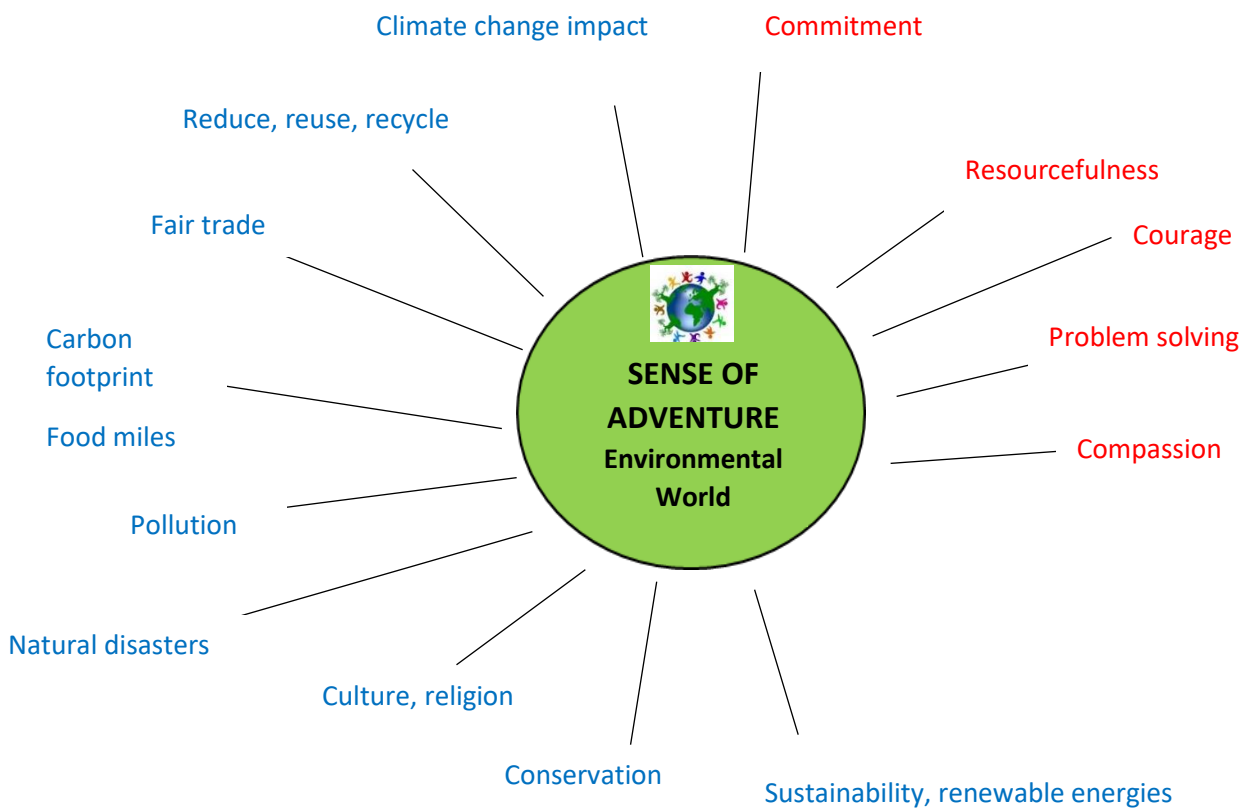 Climate change impact
Commitment
Reduce, reuse, recycle
Resourcefulness
Fair trade
Courage
Carbon
footprint
Problem solving
SENSE OF
ADVENTURE
Environmental
World
Food miles
Compassion
Pollution
Natural disasters
Culture, religion
Conservation
Sustainability, renewable energies